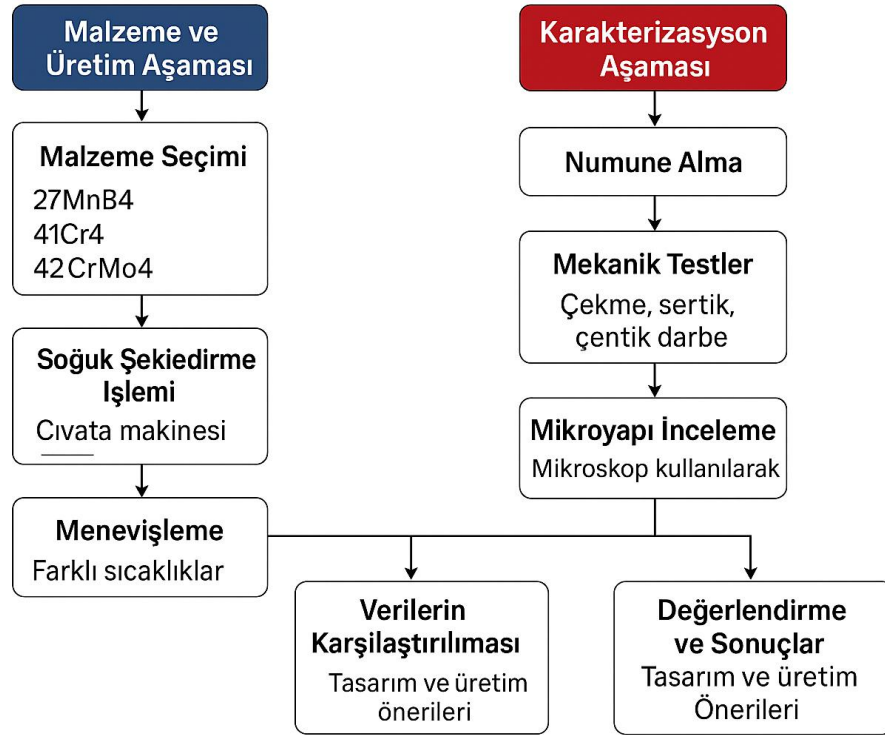 Malzeme ve
Üretim Aşaması
Malzeme Seçimi
27MnB4
41Cr4
42CrMo4
Soğuk Şekiedirme
Işlemi
Cıvata makinesi
Menevişleme
Farklı sıcaklıklar
Karakterizasyson
Aşaması
Numune Alma
Mekanik Testler
Çekme, sertik,
çentik darbe
Mikroyapı İnceleme
Mikroskop kullanılarak
Verilerin
Karşilaştırılıması
Tasarım ve üretim
önerileri
Değerlendirme
ve Sonuçlar
Tasarım ve üretim
Önerileri